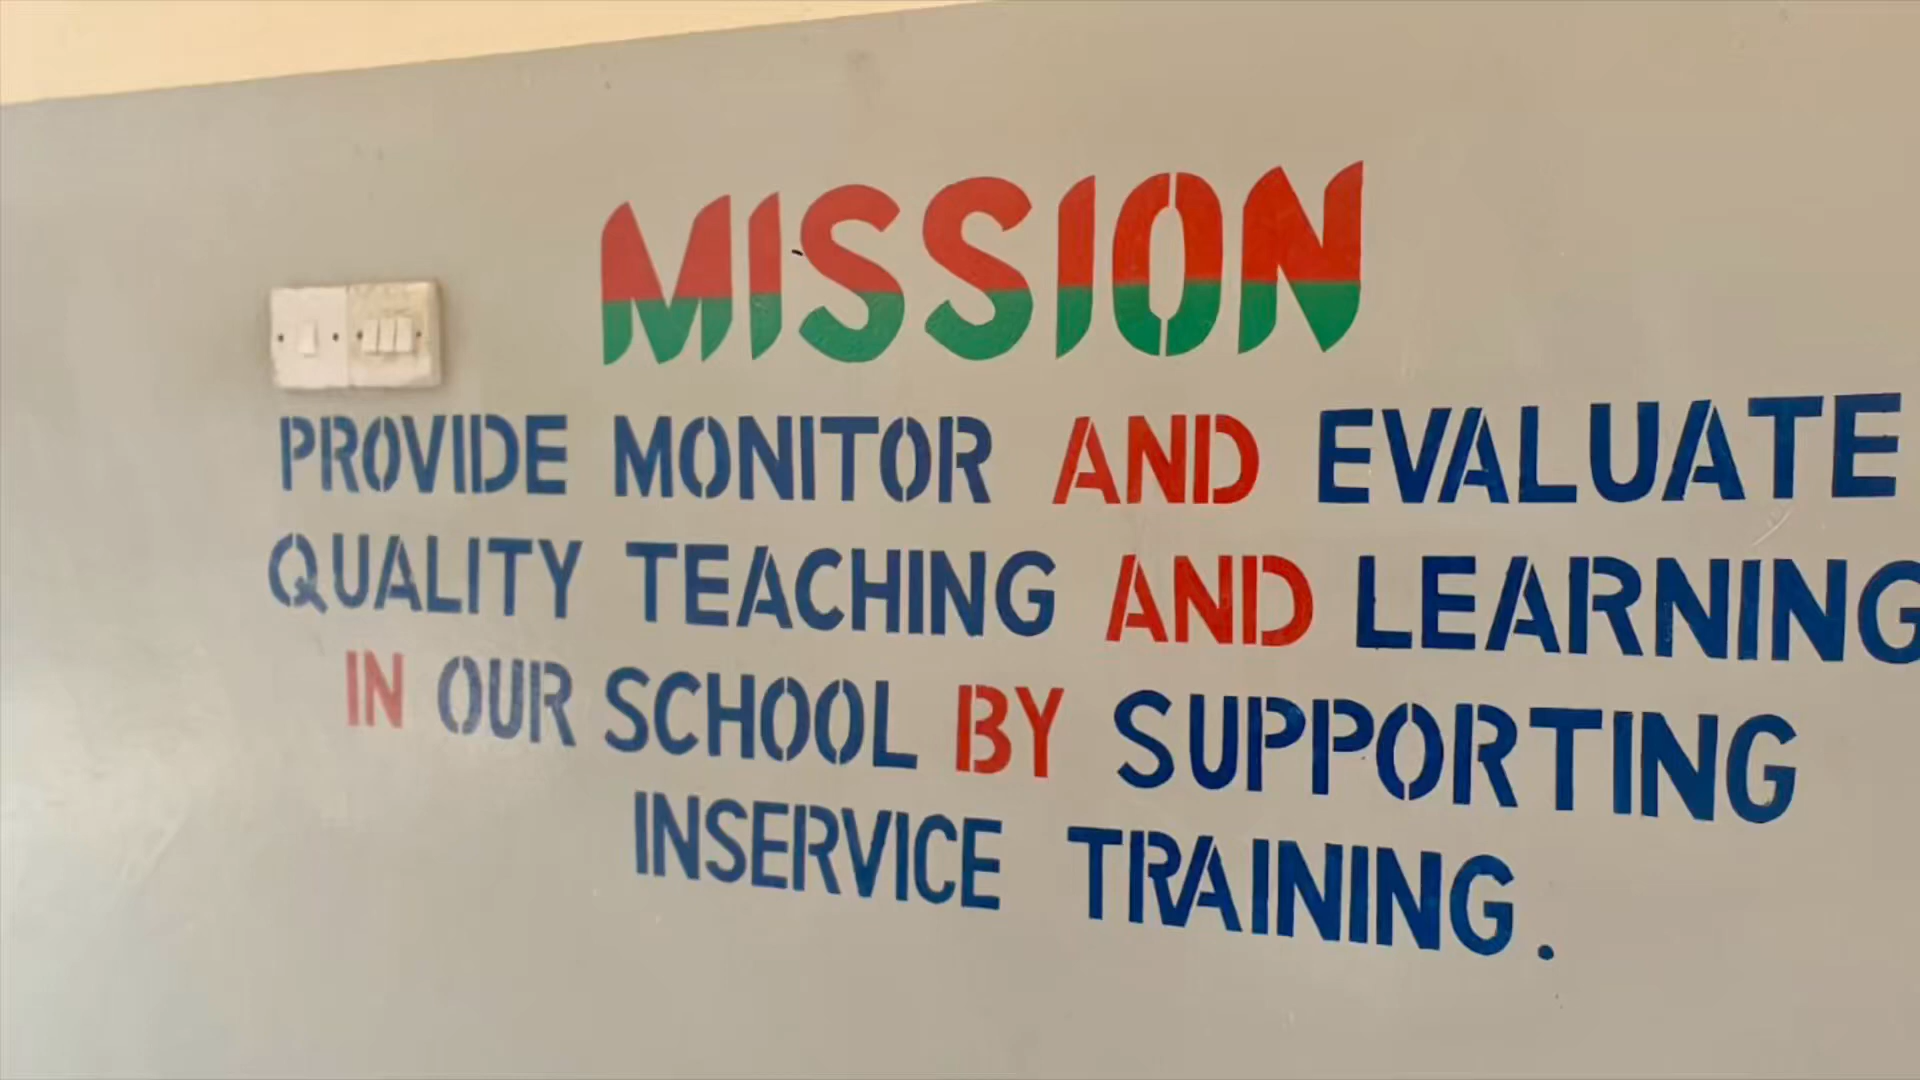 MISSION
PROVIDE MONITOR AND EVALUATE
QUALITY TEACHING AND LEARNING
IN OUR SCHOOL BY SUPPORTING
INSERVICE TRAINING.